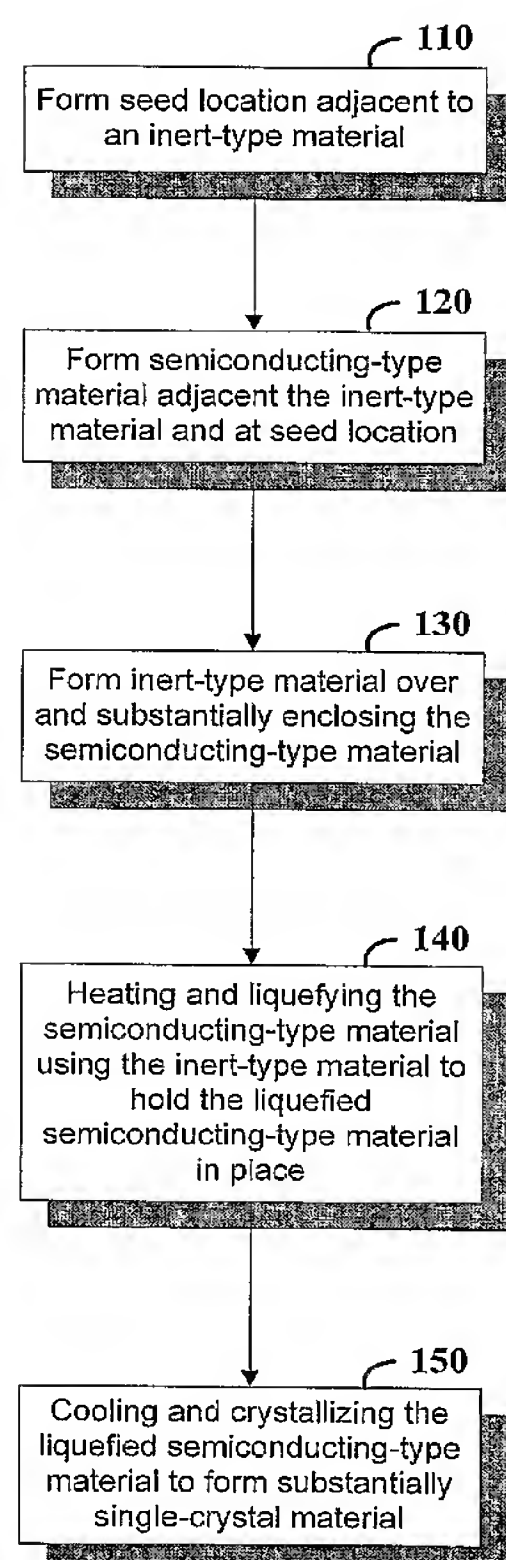 110
Form seed location adjacent to
an inert-type material
120
Form semiconducting-type
material adjacent the inert-type
material and at seed location
130
Form inert-type material over
and substantially enclosing the
semiconducting-type material
140
Heating and liquefying the
semiconducting-type material
using the inert-type material to
hold the liquefied
semiconducting-type material
in place
150
Cooling and crystallizing the
liquefied semiconducting-type
material to form substantially
single-crystal material